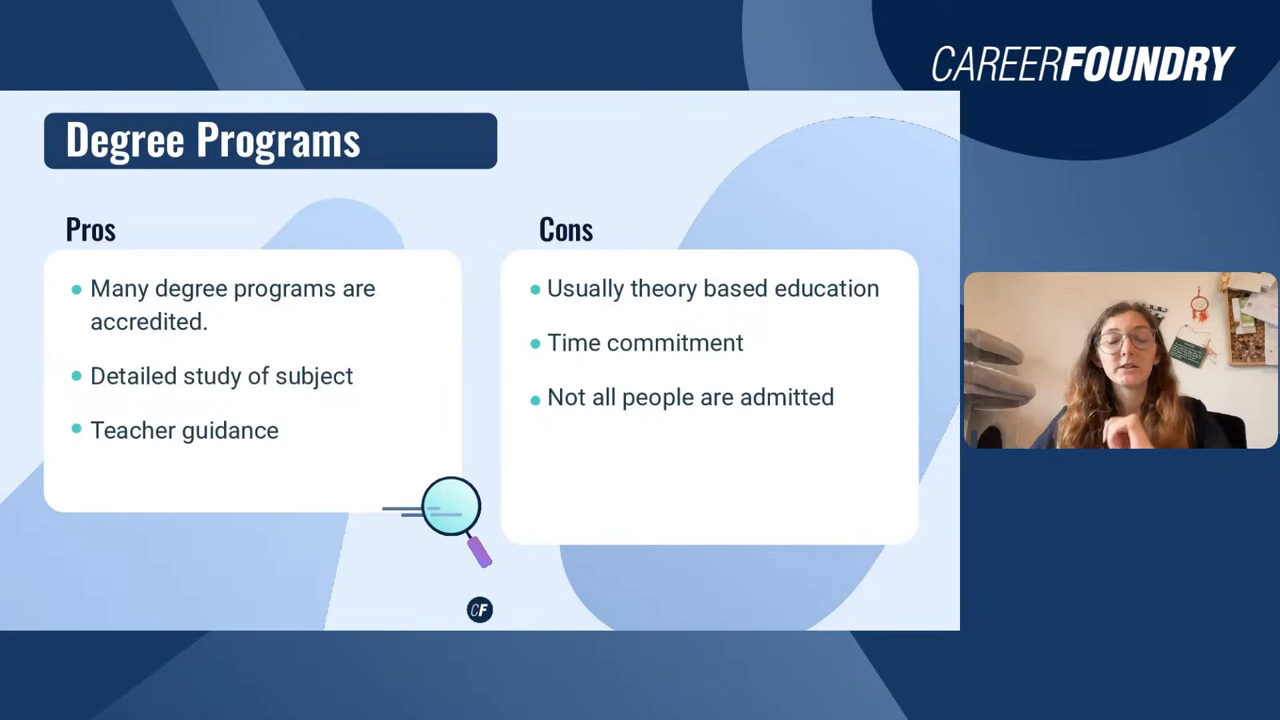 CAREERFOUNDRY
Degree Programs
Pros
Many degree programs are
accredited.
Detailed study of subject
Teacher guidance
Cons
Usually theory based education
Time commitment
Not all people are admitted
CF